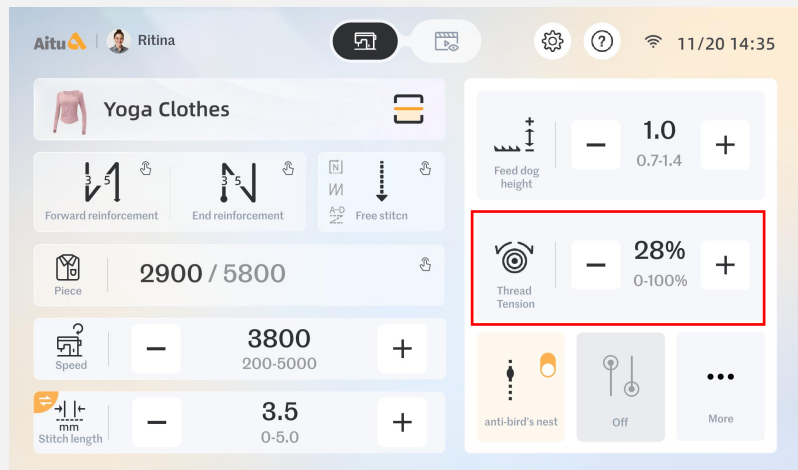 Aitu
Ritina
11/20 14:35
Yoga Clothes
3 5
Forward reinforcement
3 5
End reinforcement
N
A-D
Free stitcn
Piece
2900 / 5800
Speed
3800
200-5000
mm
Stitch length
3.5
0-5.0
Feed dog
height
1.0
0.7-1.4
Thread
Tension
28%
0-100%
anti-bird's nest
Off
More